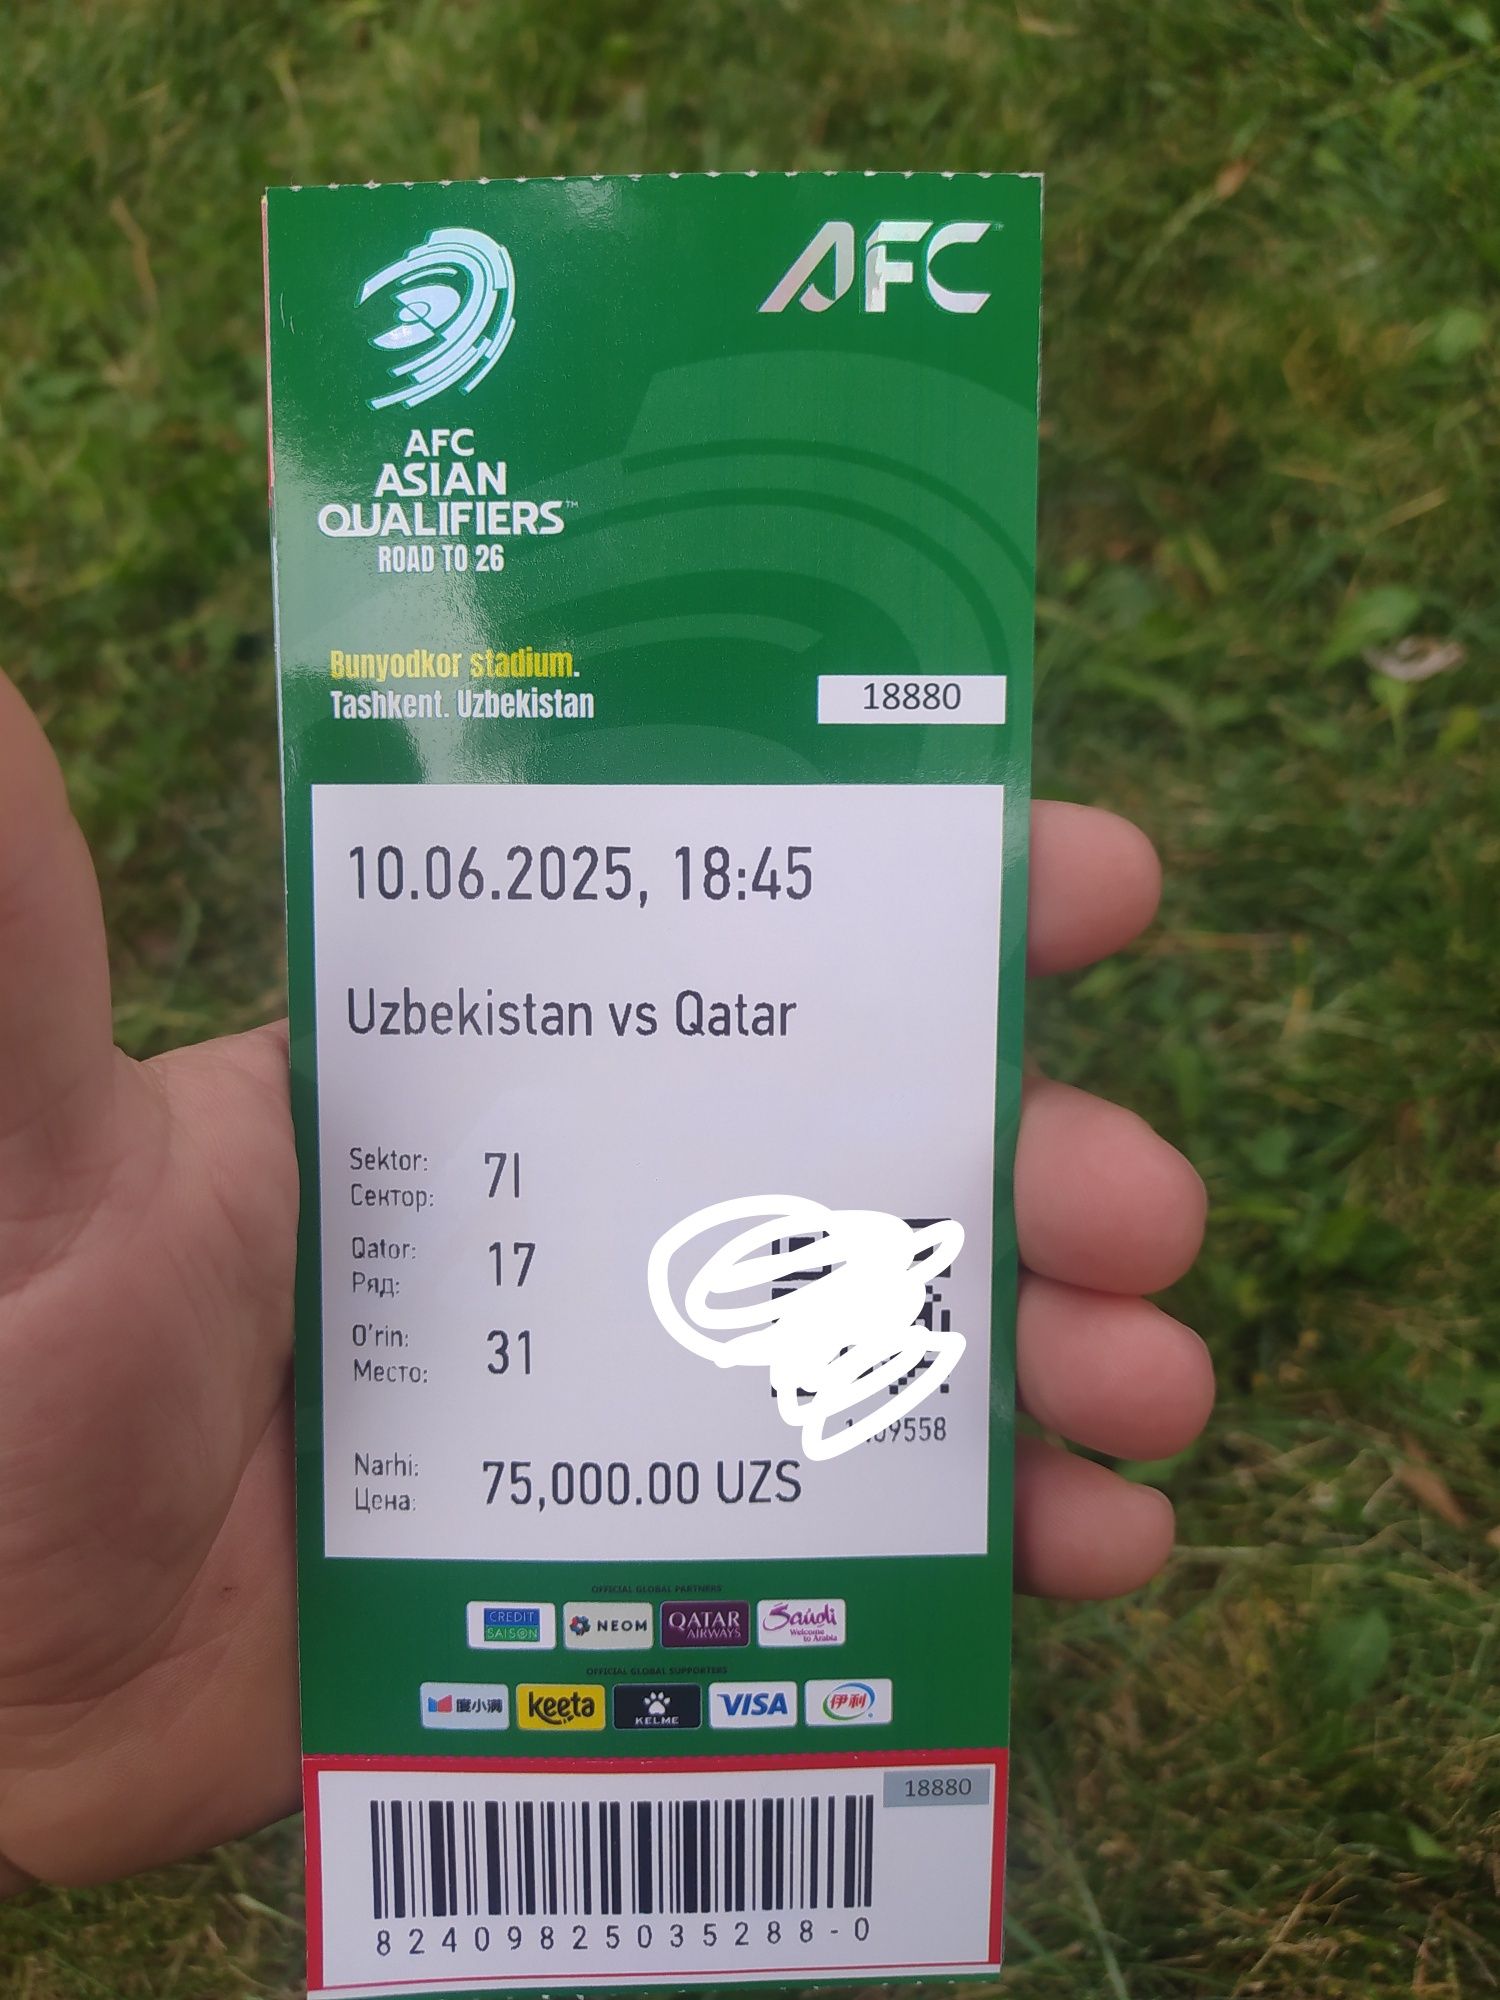 AFC
AFC
ASIAN
QUALIFIERS™
ROAD TO 26
Bunyodkor stadium.
Tashkent. Uzbekistan
18880
10.06.2025, 18:45
Uzbekistan vs Qatar
Sektor: 7I
Сектор:
Qator: 17
Ряд:
O'rin: 31
Место:
09558
Narhi: 75,000.00 UZS
Цена:
OFFICIAL GLOBAL PARTNERS
CREDIT SAISON NEOM QATAR AIRWAYS Saudi Welcome to Arabia
OFFICIAL GLOBAL SUPPORTERS
度小满 keeta KELME VISA 伊利
18880
82409825035288-0